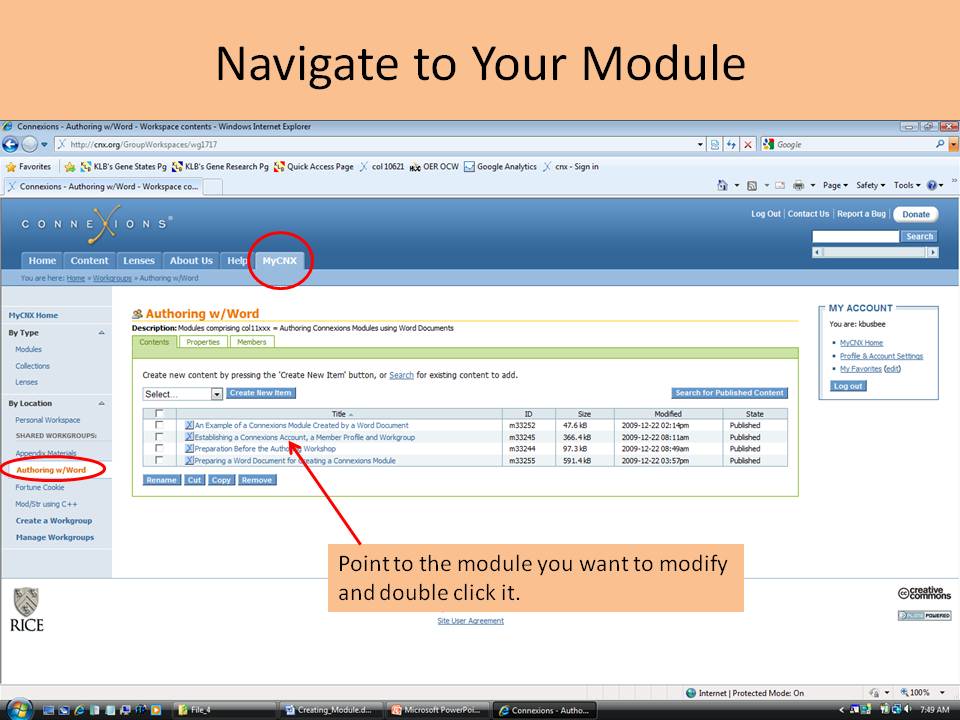 Navigate to Your Module
Connexions - Authoring w/Word - Workspace contents - Windows Internet Explorer
http://cnx.org/GroupWorkspaces/wg1717
Google
Favorites KLB's Gene States Pg KLB's Gene Research Pg Quick Access Page col 10621 OER OCW Google Analytics cnx - Sign in
Connexions - Authoring w/Word - Workspace co...
Page Safety Tools
CONNEXIONS®
Log Out | Contact Us | Report a Bug | Donate
Search
Home Content Lenses About Us Help MyCNX
You are here: Home » Workgroups » Authoring w/Word
MyCNX Home
By Type
Modules
Collections
Lenses
By Location
Personal Workspace
SHARED WORKGROUPS:
Appendix Materials
Authoring w/Word
Fortune Cookie
Mod/Str using C++
Create a Workgroup
Manage Workgroups
Authoring w/Word
Description: Modules comprising col11xxx = Authoring Connexions Modules using Word Documents
Contents Properties Members
Create new content by pressing the 'Create New Item' button, or Search for existing content to add.
Select... Create New Item Search for Published Content
Title ID Size Modified State
An Example of a Connexions Module Created by a Word Document m33252 47.6 kB 2009-12-22 02:14pm Published
Establishing a Connexions Account, a Member Profile and Workgroup m33245 366.4 kB 2009-12-22 08:11am Published
Preparation Before the Authoring Workshop m33244 97.3 kB 2009-12-22 08:49am Published
Preparing a Word Document for Creating a Connexions Module m33255 591.4 kB 2009-12-22 03:57pm Published
Rename Cut Copy Remove
MY ACCOUNT
You are: kbusbee
MyCNX Home
Profile & Account Settings
My Favorites (edit)
Log out
Point to the module you want to modify
and double click it.
RICE
Site User Agreement
cc creative commons
PLONE POWERED
Internet | Protected Mode: On
100%
File_4 Creating_Module.d... Microsoft PowerPoi... Connexions - Autho...
7:49 AM